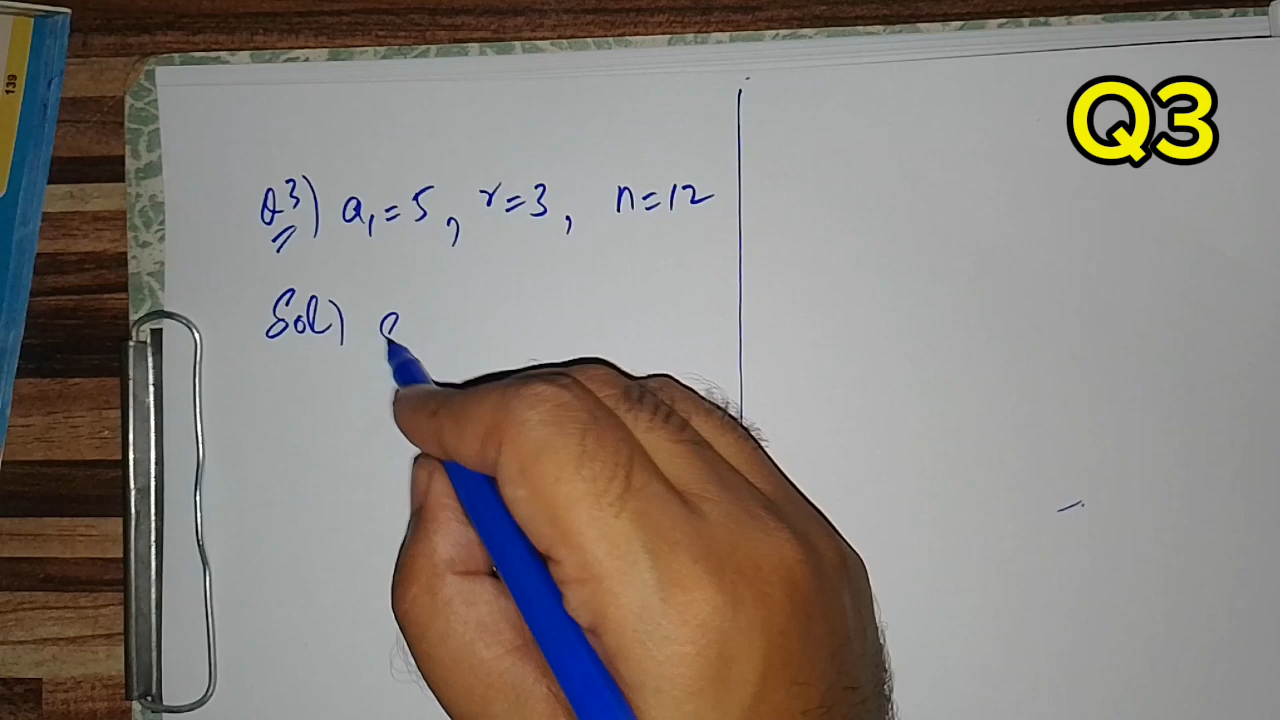 139
Q3
Q3) a₁=5, r=3, n=12
Sol)